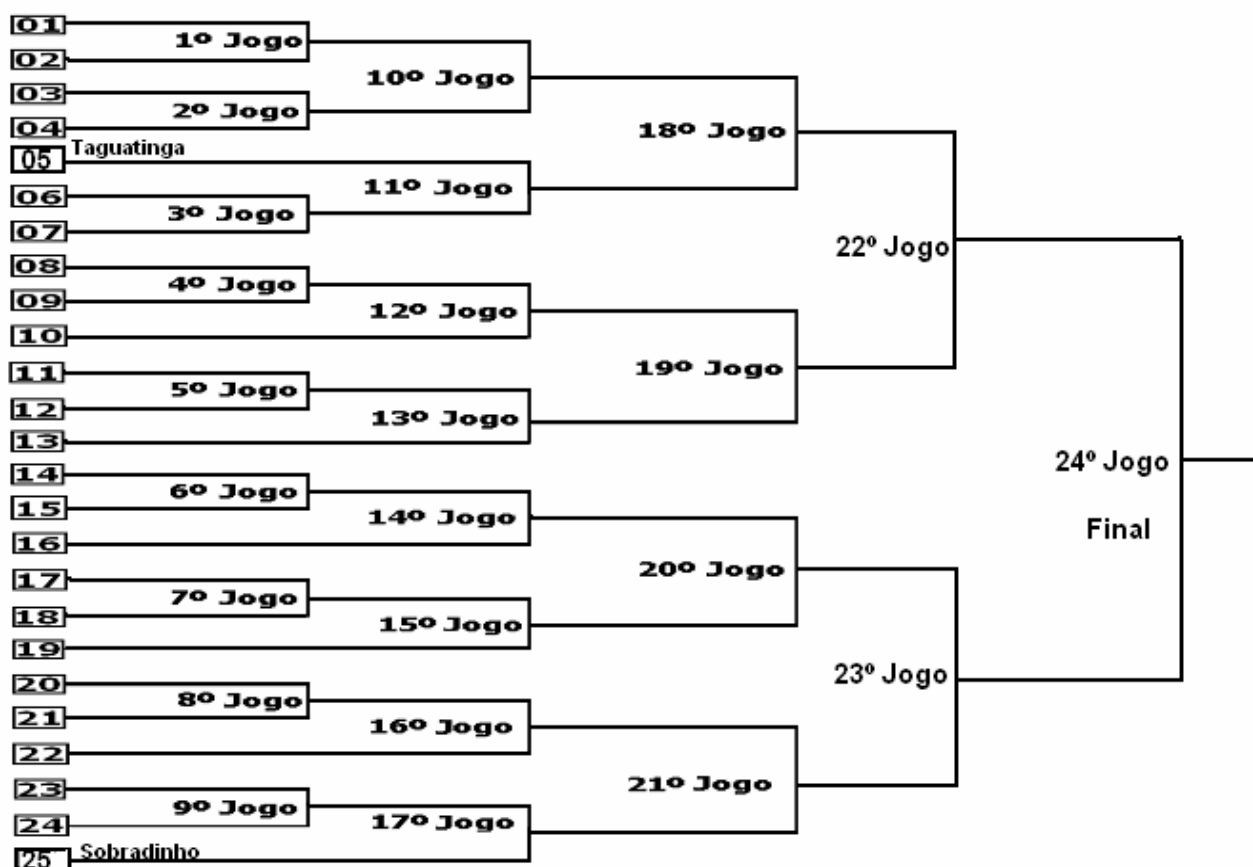 01
1º Jogo
02
10º Jogo
03
2º Jogo
04
18º Jogo
Taguatinga
05
11º Jogo
06
3º Jogo
07
22º Jogo
08
4º Jogo
09
12º Jogo
10
19º Jogo
11
5º Jogo
12
13º Jogo
13
24º Jogo
Final
14
6º Jogo
15
14º Jogo
16
20º Jogo
17
7º Jogo
18
15º Jogo
19
23º Jogo
20
8º Jogo
21
16º Jogo
22
21º Jogo
23
9º Jogo
24
17º Jogo
Sobradinho
25